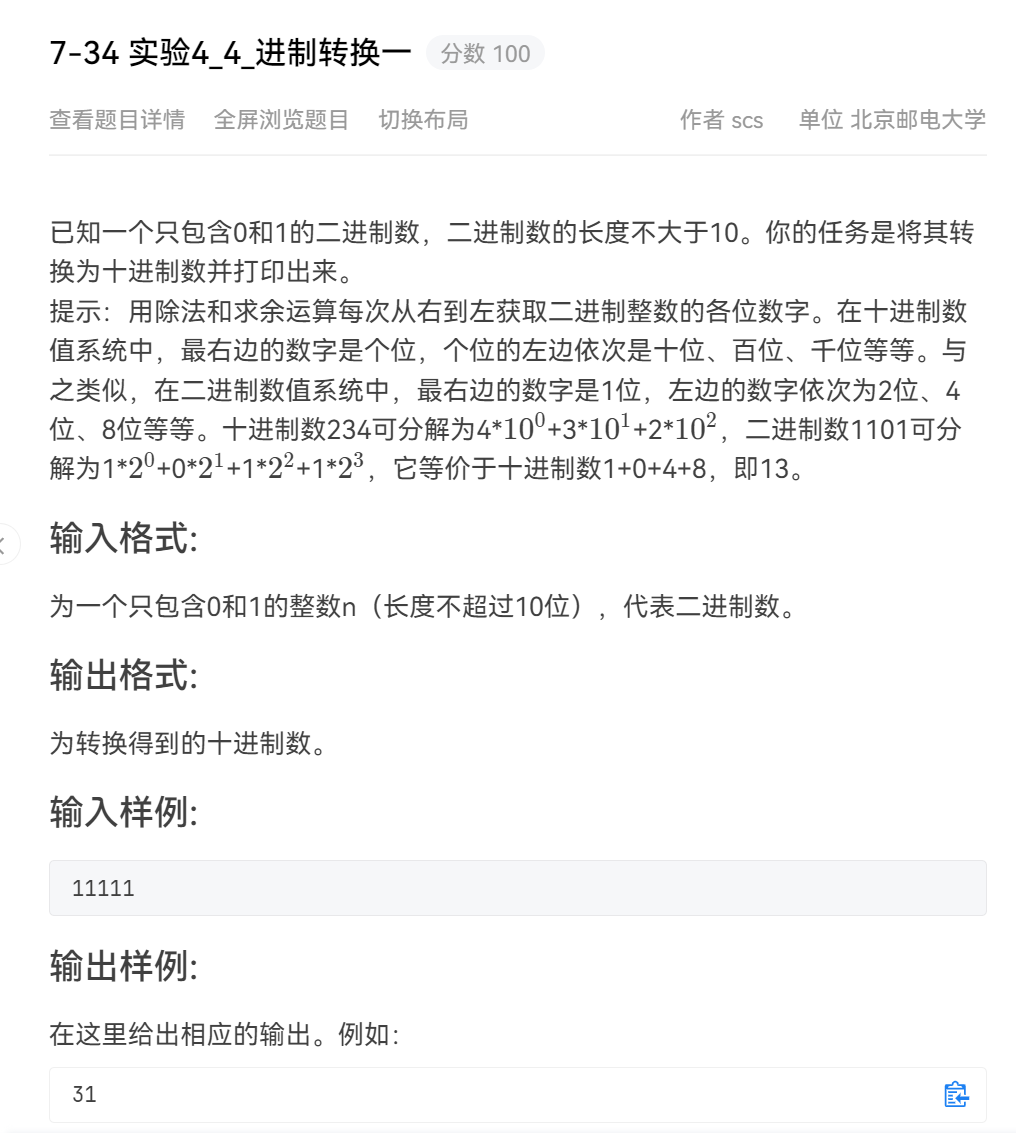 7-34 实验4_4_进制转换一 分数 100
查看题目详情 全屏浏览题目 切换布局 作者 scs 单位 北京邮电大学
已知一个只包含0和1的二进制数，二进制数的长度不大于10。你的任务是将其转
换为十进制数并打印出来。
提示：用除法和求余运算每次从右到左获取二进制整数的各位数字。在十进制数
值系统中，最右边的数字是个位，个位的左边依次是十位、百位、千位等等。与
之类似，在二进制数值系统中，最右边的数字是1位，左边的数字依次为2位、4
位、8位等等。十进制数234可分解为4*10⁰+3*10¹+2*10²，二进制数1101可分
解为1*2⁰+0*2¹+1*2²+1*2³，它等价于十进制数1+0+4+8，即13。
输入格式:
为一个只包含0和1的整数n（长度不超过10位），代表二进制数。
输出格式:
为转换得到的十进制数。
输入样例:
11111
输出样例:
在这里给出相应的输出。例如：
31